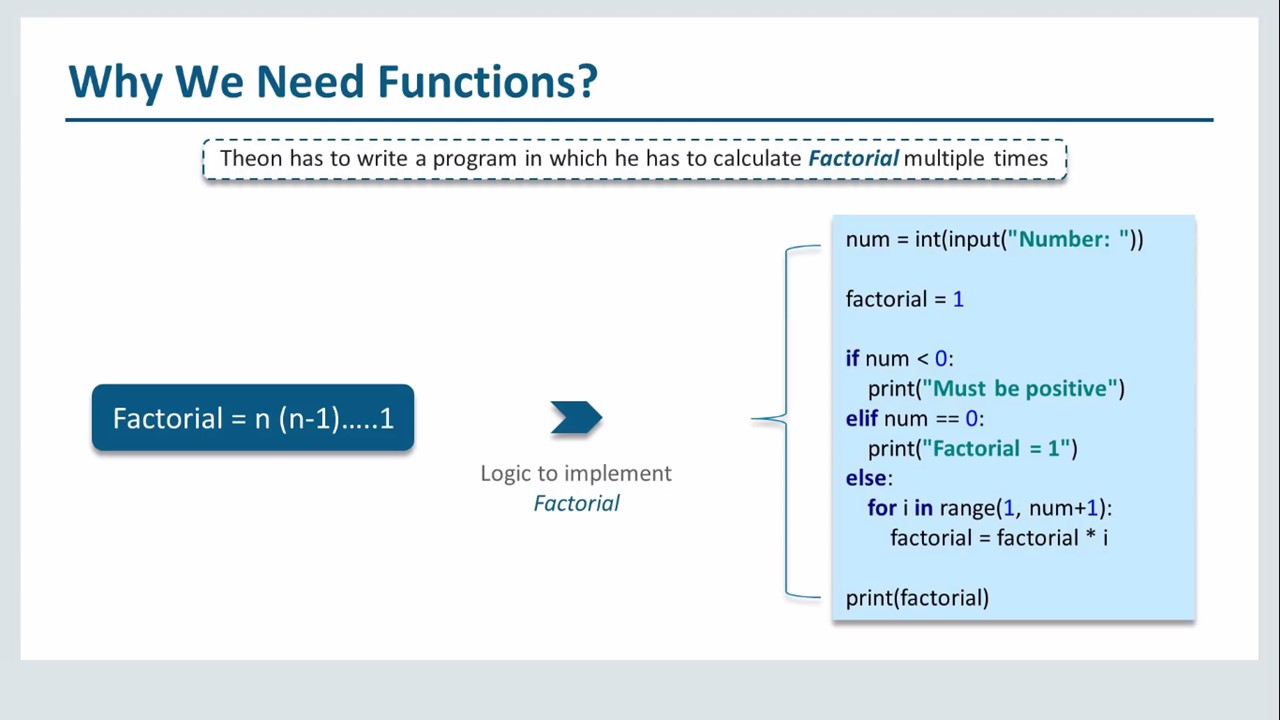 Why We Need Functions?
Theon has to write a program in which he has to calculate Factorial multiple times
Factorial = n (n-1).....1
Logic to implement
Factorial
num = int(input("Number: "))
factorial = 1
if num < 0:
print("Must be positive")
elif num == 0:
print("Factorial = 1")
else:
for i in range(1, num+1):
factorial = factorial * i
print(factorial)